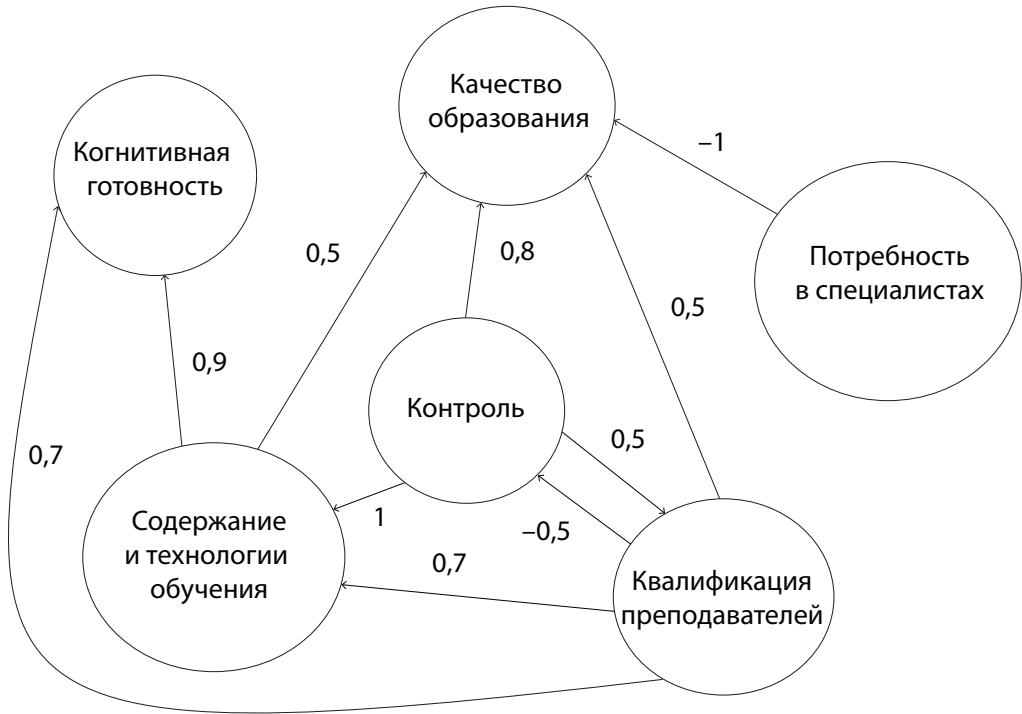 Качество
образования
Когнитивная
готовность
–1
Потребность
в специалистах
0,5
0,8
0,5
0,9
Контроль
0,5
0,7
1
–0,5
Содержание
и технологии
обучения
0,7
Квалификация
преподавателей